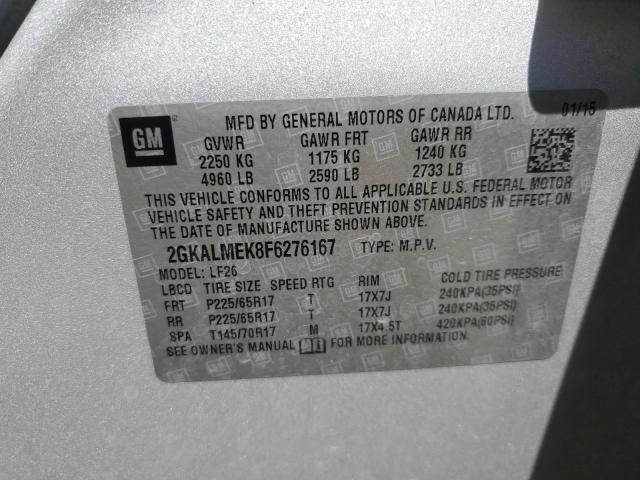 GM
MFD BY GENERAL MOTORS OF CANADA LTD. 01/15
GVWR GAWR FRT GAWR RR
2250 KG 1175 KG 1240 KG
4960 LB 2590 LB 2733 LB
THIS VEHICLE CONFORMS TO ALL APPLICABLE U.S. FEDERAL MOTOR
VEHICLE SAFETY AND THEFT PREVENTION STANDARDS IN EFFECT ON
THE DATE OF MANUFACTURE SHOWN ABOVE.
2GKALMEK8F6276167 TYPE: M.P.V.
MODEL: LF26
LBCD TIRE SIZE SPEED RTG RIM COLD TIRE PRESSURE
FRT P225/65R17 T 17X7J 240KPA(35PSI)
RR P225/65R17 T 17X7J 240KPA(35PSI)
SPA T145/70R17 M 17X4.5T 420KPA(60PSI)
SEE OWNER'S MANUAL FOR MORE INFORMATION.